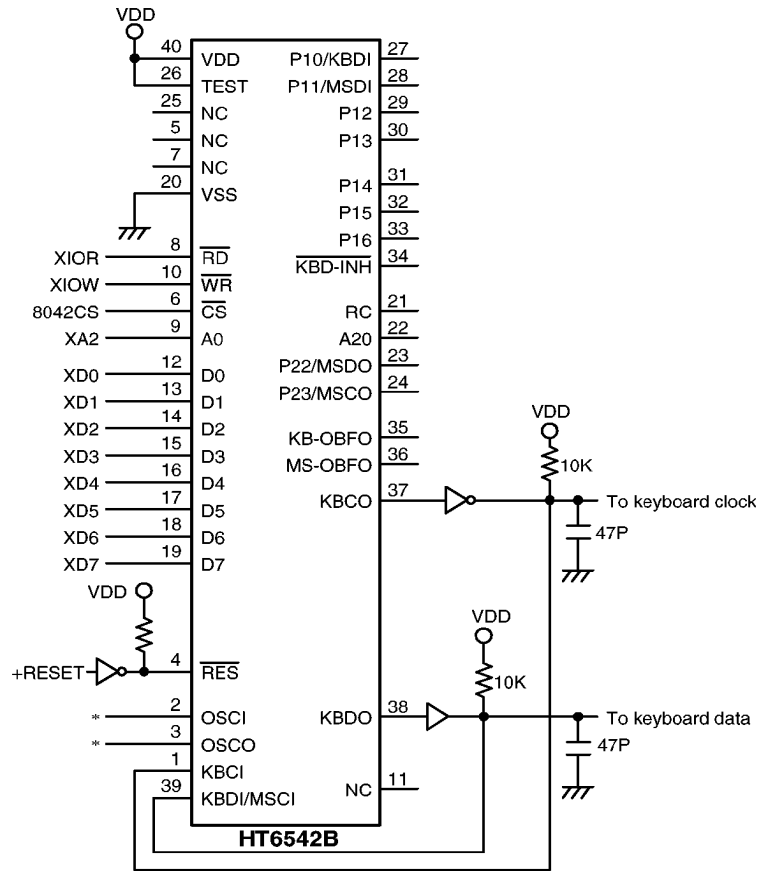 VDD
40 VDD P10/KBDI 27
26 TEST P11/MSDI 28
25 NC P12 29
5 NC P13 30
7 NC
20 VSS P14 31
P15 32
P16 33
XIOR 8 RD KBD-INH 34
XIOW 10 WR
8042CS 6 CS RC 21
XA2 9 A0 A20 22
P22/MSDO 23
XD0 12 D0
XD1 13 D1 P23/MSCO 24
XD2 14 D2 VDD
XD3 15 D3 KB-OBFO 35
XD4 16 D4 MS-OBFO 36 10K
XD5 17 D5 KBCO 37 To keyboard clock
XD6 18 D6 47P
XD7 19 D7
VDD
VDD
+RESET 4 RES 10K
* 2 OSCI KBDO 38 To keyboard data
* 3 OSCO 47P
1 KBCI
39 KBDI/MSCI NC 11
HT6542B